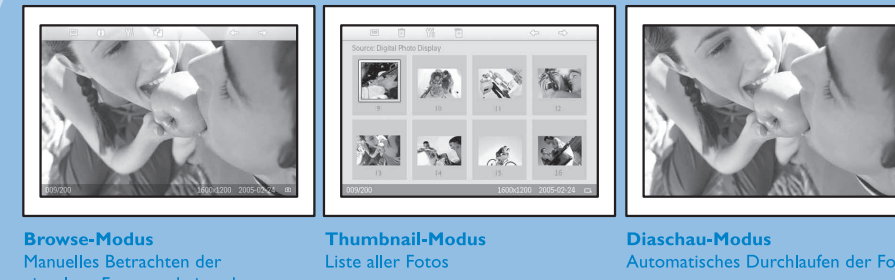 Source: Digital Photo Display
9 10 11 12
13 14 15 16
009/200 1600x1200 2005-02-24
009/200 1600x1200 2005-02-24
Browse-Modus
Manuelles Betrachten der
Thumbnail-Modus
Liste aller Fotos
Diaschau-Modus
Automatisches Durchlaufen der Fo